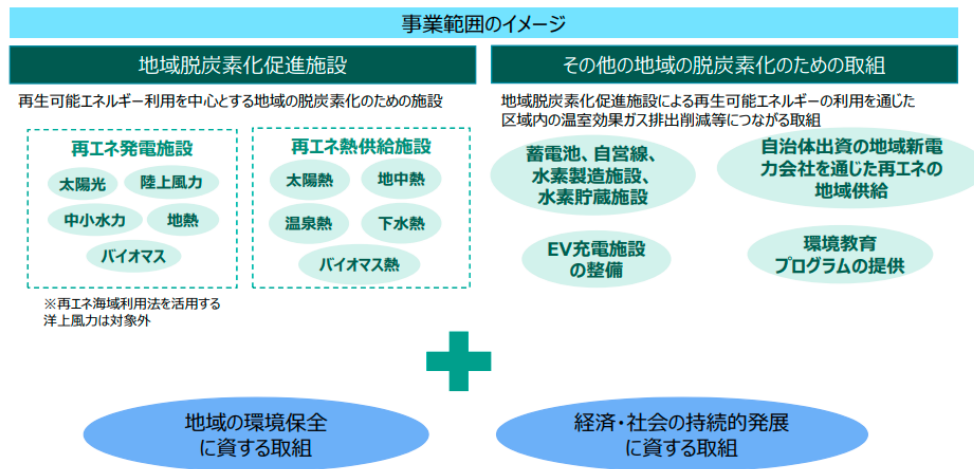 事業範囲のイメージ
地域脱炭素化促進施設
再生可能エネルギー利用を中心とする地域の脱炭素化のための施設
再エネ発電施設
太陽光
陸上風力
中小水力
地熱
バイオマス
※再エネ海域利用法を活用する
洋上風力は対象外
再エネ熱供給施設
太陽熱
地中熱
温泉熱
下水熱
バイオマス熱
その他の地域の脱炭素化のための取組
地域脱炭素化促進施設による再生可能エネルギーの利用を通じた
区域内の温室効果ガス排出削減等につながる取組
蓄電池、自営線、
水素製造施設、
水素貯蔵施設
自治体出資の地域新電
力会社を通じた再エネの
地域供給
EV充電施設
の整備
環境教育
プログラムの提供
地域の環境保全
に資する取組
経済・社会の持続的発展
に資する取組